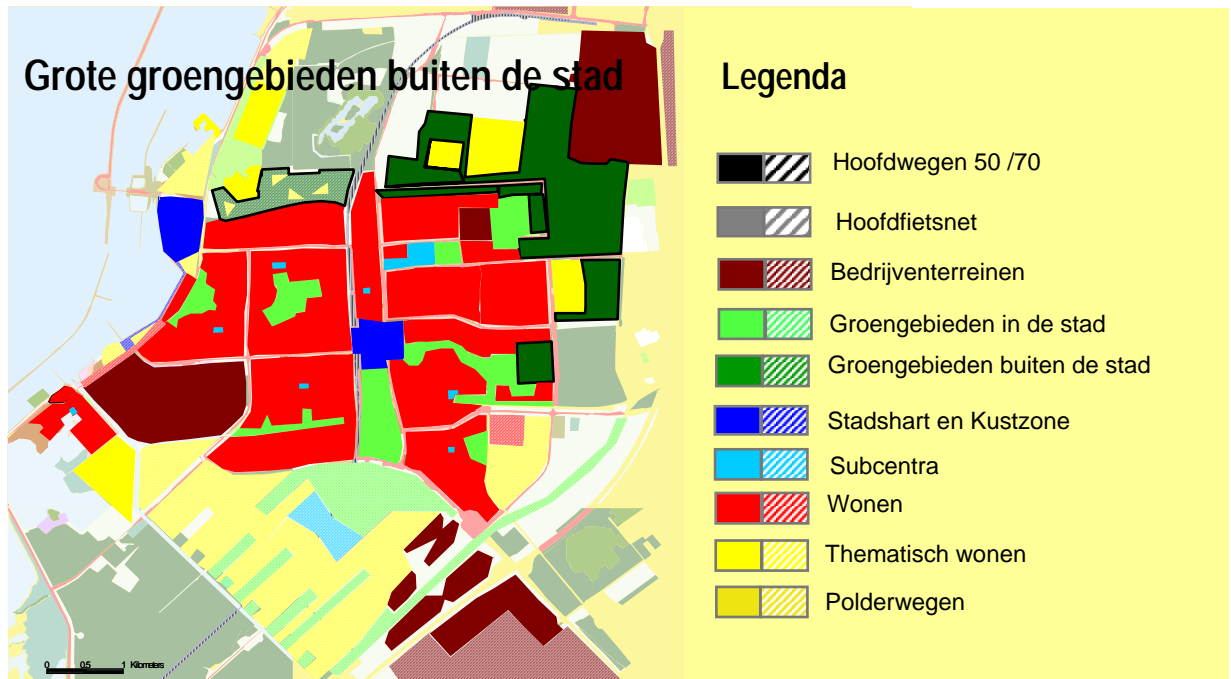 Grote groengebieden buiten de stad
Legenda
Hoofdwegen 50 /70
Hoofdfietsnet
Bedrijventerreinen
Groengebieden in de stad
Groengebieden buiten de stad
Stadshart en Kustzone
Subcentra
Wonen
Thematisch wonen
Polderwegen
0 0.5 1 Kilometers